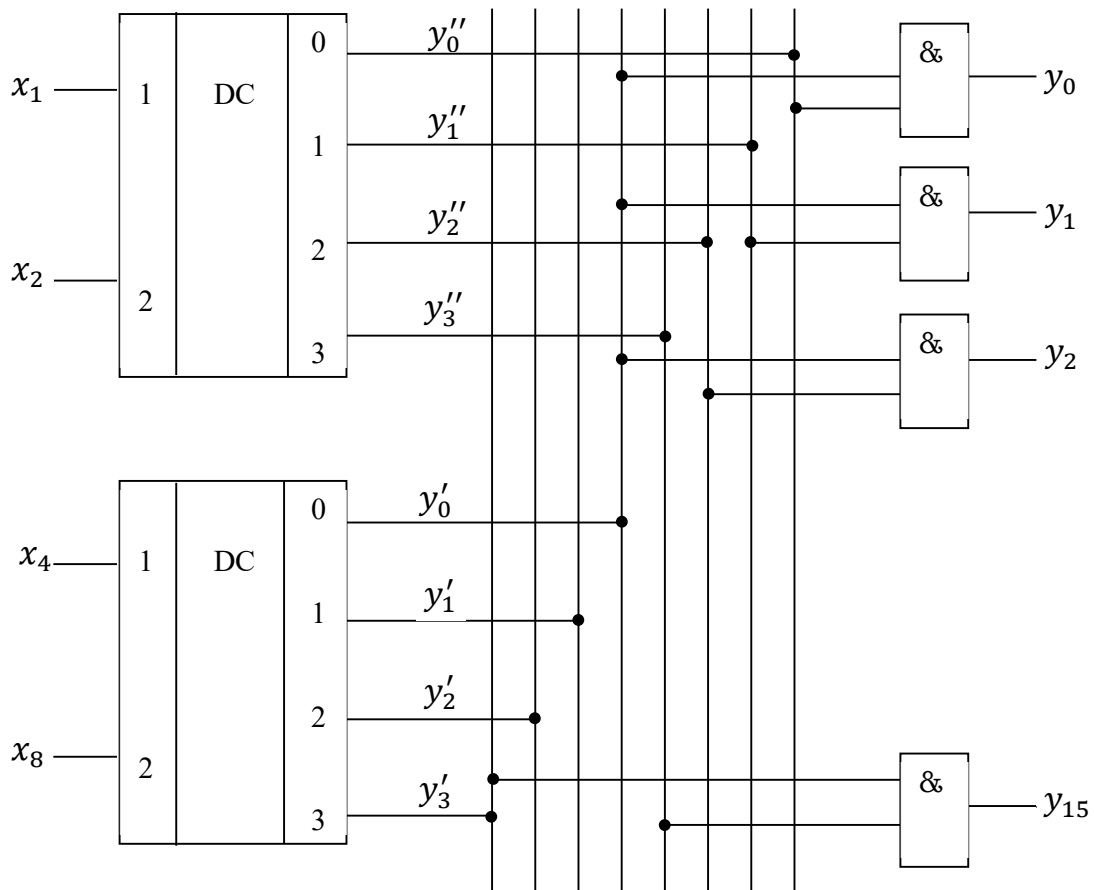 x₁ 1 DC 0 y₀′′ & y₀
1 y₁′′ & y₁
x₂ 2 2 y₂′′
3 y₃′′ & y₂
x₄ 1 DC 0 y₀′
1 y₁′
2 y₂′
x₈ 2 3 y₃′ & y₁₅